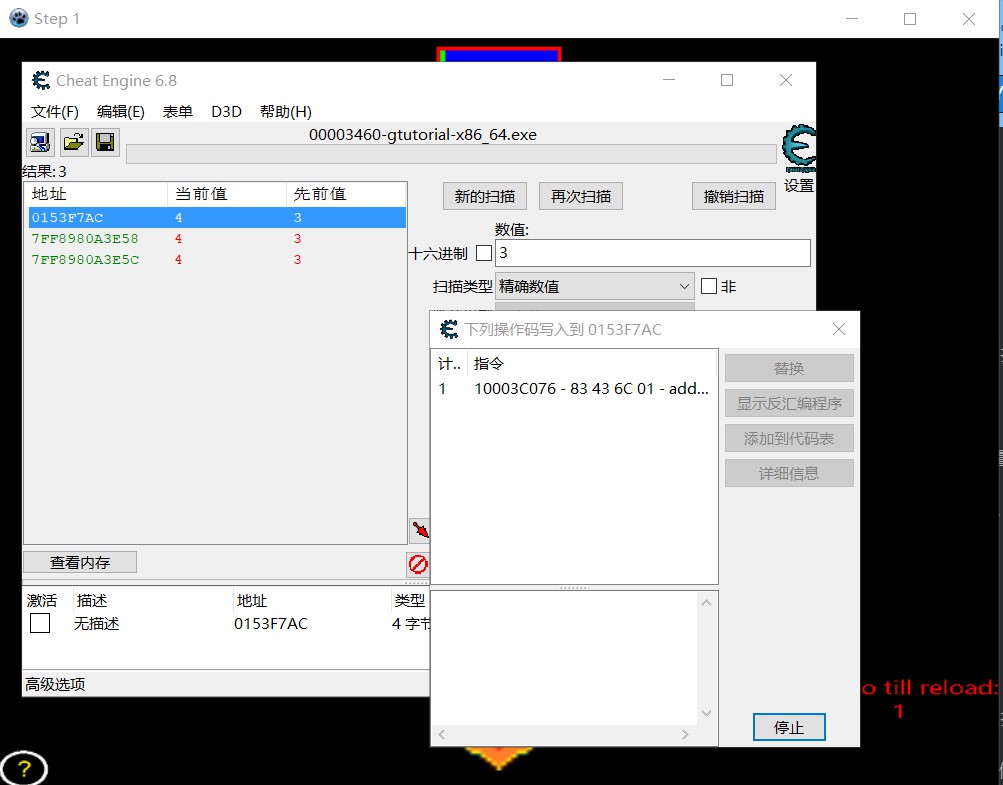 Step 1
Cheat Engine 6.8
文件(F) 编辑(E) 表单 D3D 帮助(H)
00003460-gtutorial-x86_64.exe
结果: 3
设置
地址 当前值 先前值
0153F7AC 4 3
7FF8980A3E58 4 3
7FF8980A3E5C 4 3
新的扫描 再次扫描 撤销扫描
数值:
十六进制 3
扫描类型 精确数值 非
下列操作码写入到 0153F7AC
计.. 指令
1 10003C076 - 83 43 6C 01 - add...
替换
显示反汇编程序
添加到代码表
详细信息
查看内存
激活 描述 地址 类型
无描述 0153F7AC 4 字节
高级选项
停止
o till reload:
1
?